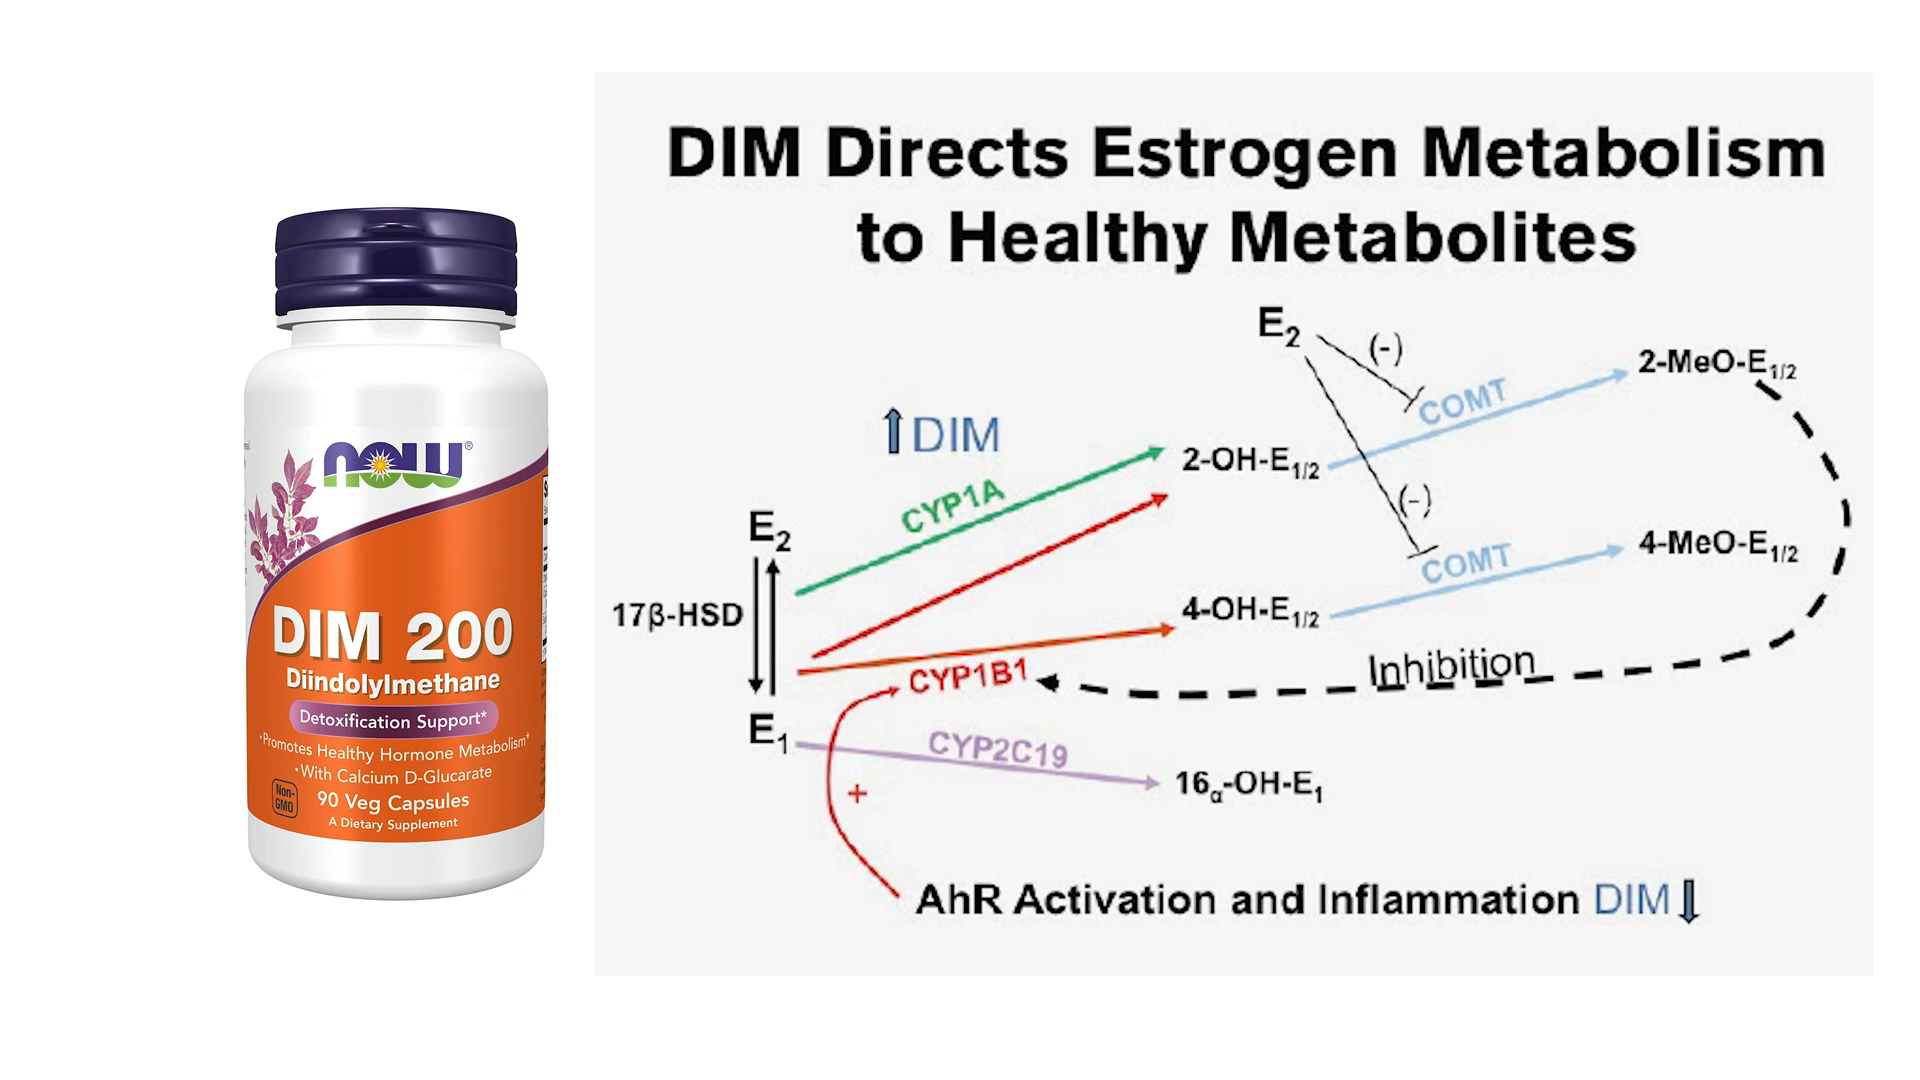 NOW®
DIM 200
Diindolylmethane
Detoxification Support*
•Promotes Healthy Hormone Metabolism*
•With Calcium D-Glucarate
Non-
GMO
90 Veg Capsules
A Dietary Supplement
DIM Directs Estrogen Metabolism
to Healthy Metabolites
E2
(-)
2-MeO-E1/2
COMT
DIM
2-OH-E1/2
CYP1A
(-)
E2
4-MeO-E1/2
COMT
17β-HSD
4-OH-E1/2
Inhibition
CYP1B1
E1
CYP2C19
16α-OH-E1
+
AhR Activation and Inflammation DIM